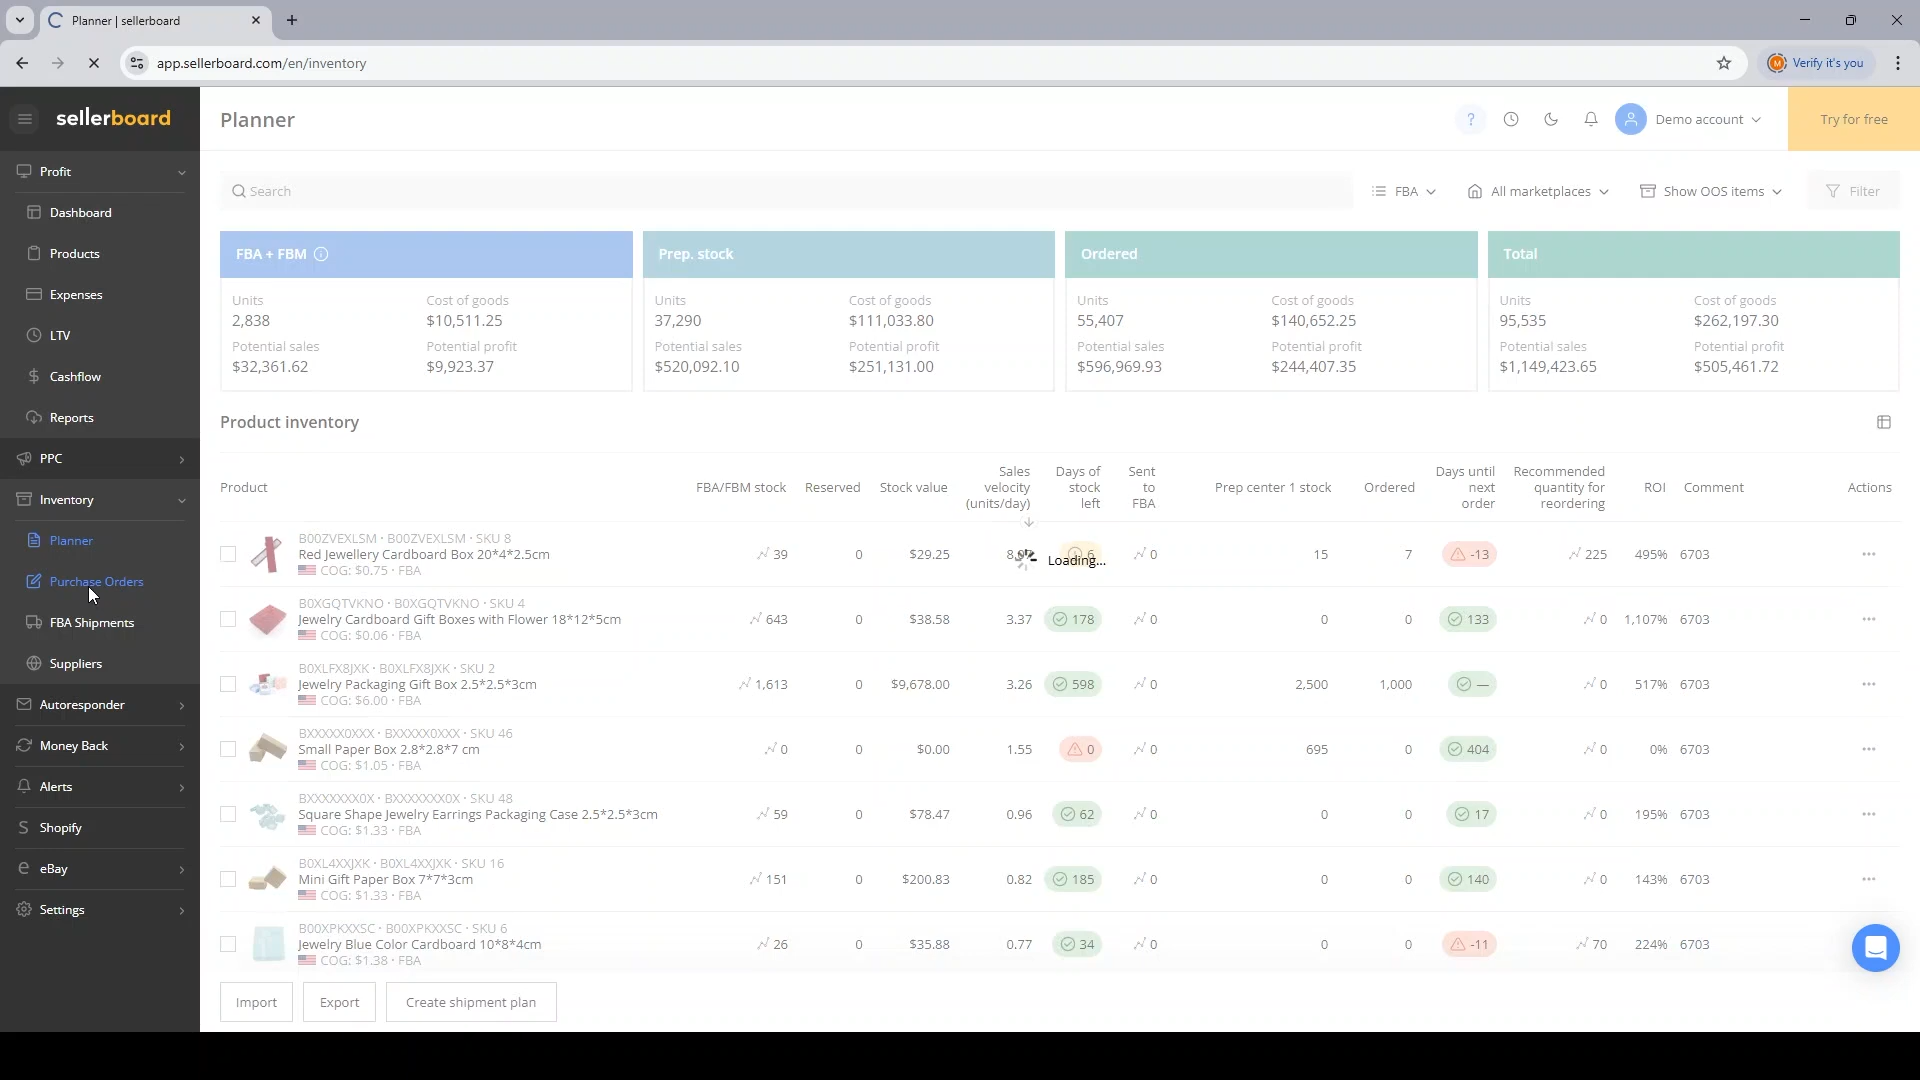 Planner | sellerboard
app.sellerboard.com/en/inventory
Verify it's you
sellerboard
Planner
?
Demo account
Try for free
Profit
Dashboard
Products
Expenses
LTV
Cashflow
Reports
PPC
Inventory
Planner
Purchase Orders
FBA Shipments
Suppliers
Autoresponder
Money Back
Alerts
Shopify
eBay
Settings
Search
FBA
All marketplaces
Show OOS items
Filter
FBA + FBM
Units
Cost of goods
2,838
$10,511.25
Potential sales
Potential profit
$32,361.62
$9,923.37
Prep. stock
Units
Cost of goods
37,290
$111,033.80
Potential sales
Potential profit
$520,092.10
$251,131.00
Ordered
Units
Cost of goods
55,407
$140,652.25
Potential sales
Potential profit
$596,969.93
$244,407.35
Total
Units
Cost of goods
95,535
$262,197.30
Potential sales
Potential profit
$1,149,423.65
$505,461.72
Product inventory
Product
FBA/FBM stock
Reserved
Stock value
Sales velocity (units/day)
Days of stock left
Sent to FBA
Prep center 1 stock
Ordered
Days until next order
Recommended quantity for reordering
ROI
Comment
Actions
B00ZVEXLSM · B00ZVEXLSM · SKU 8
Red Jewellery Cardboard Box 20*4*2.5cm
COG: $0.75 · FBA
39 0 $29.25 6 0 15 7 -13 225 495% 6703
Loading...
B0XGQTVKNO · B0XGQTVKNO · SKU 4
Jewelry Cardboard Gift Boxes with Flower 18*12*5cm
COG: $0.06 · FBA
643 0 $38.58 3.37 178 0 0 0 133 0 1,107% 6703
B0XLFX8JXK · B0XLFX8JXK · SKU 2
Jewelry Packaging Gift Box 2.5*2.5*3cm
COG: $6.00 · FBA
1,613 0 $9,678.00 3.26 598 0 2,500 1,000 — 0 517% 6703
BXXXXX0XXX · BXXXXX0XXX · SKU 46
Small Paper Box 2.8*2.8*7 cm
COG: $1.05 · FBA
0 0 $0.00 1.55 0 0 695 0 404 0 0% 6703
BXXXXXXX0X · BXXXXXXX0X · SKU 48
Square Shape Jewelry Earrings Packaging Case 2.5*2.5*3cm
COG: $1.33 · FBA
59 0 $78.47 0.96 62 0 0 0 17 0 195% 6703
B0XL4XXJXK · B0XL4XXJXK · SKU 16
Mini Gift Paper Box 7*7*3cm
COG: $1.33 · FBA
151 0 $200.83 0.82 185 0 0 0 140 0 143% 6703
B00XPKXXSC · B00XPKXXSC · SKU 6
Jewelry Blue Color Cardboard 10*8*4cm
COG: $1.38 · FBA
26 0 $35.88 0.77 34 0 0 0 -11 70 224% 6703
Import
Export
Create shipment plan